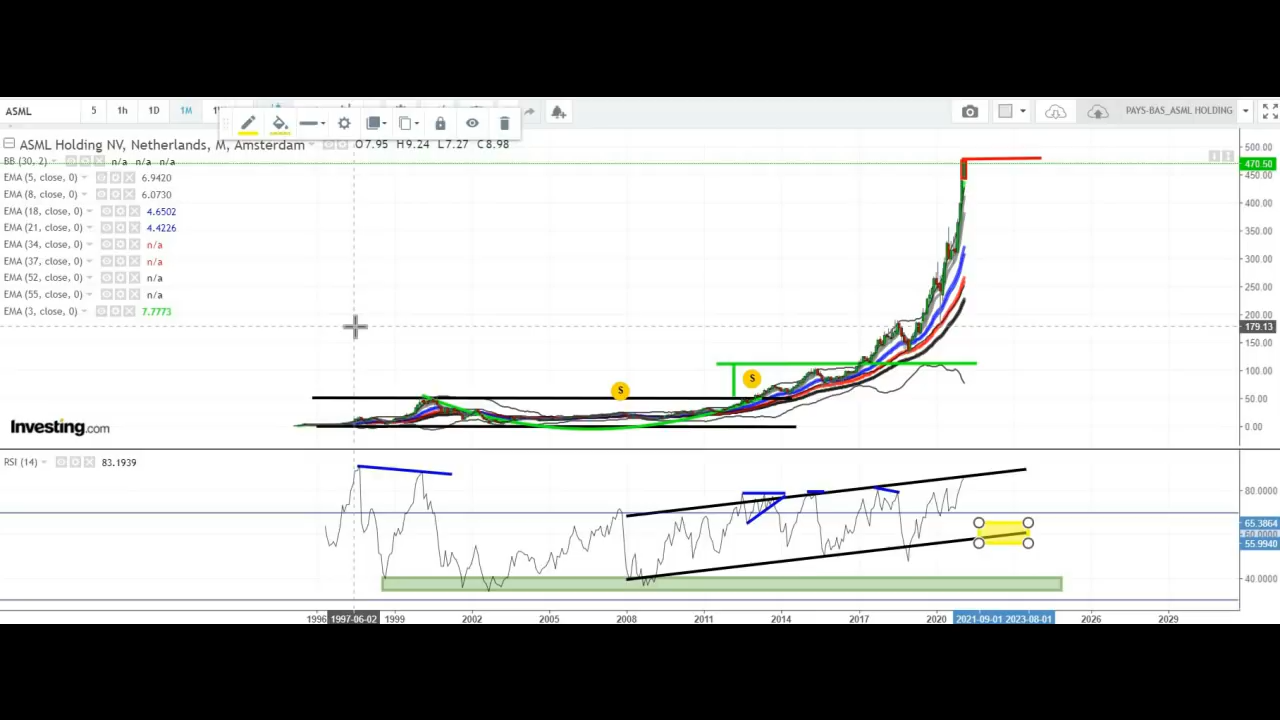 ASML 5 1h 1D 1M PAYS-BAS_ASML HOLDING
ASML Holding NV, Netherlands, M, Amsterdam O7.95 H9.24 L7.27 C8.98
BB (30, 2) n/a n/a n/a
EMA (5, close, 0) 6.9420
EMA (8, close, 0) 6.0730
EMA (18, close, 0) 4.6502
EMA (21, close, 0) 4.4226
EMA (34, close, 0) n/a
EMA (37, close, 0) n/a
EMA (52, close, 0) n/a
EMA (55, close, 0) n/a
EMA (3, close, 0) 7.7773
500.00
470.50
450.00
400.00
350.00
300.00
250.00
200.00
179.13
150.00
100.00
50.00
0.00
S
S
Investing.com
RSI (14) 83.1939
80.0000
65.3864
60.0000
55.9940
40.0000
1996 1997-06-02 1999 2002 2005 2008 2011 2014 2017 2020 2021-09-01 2023-08-01 2026 2029